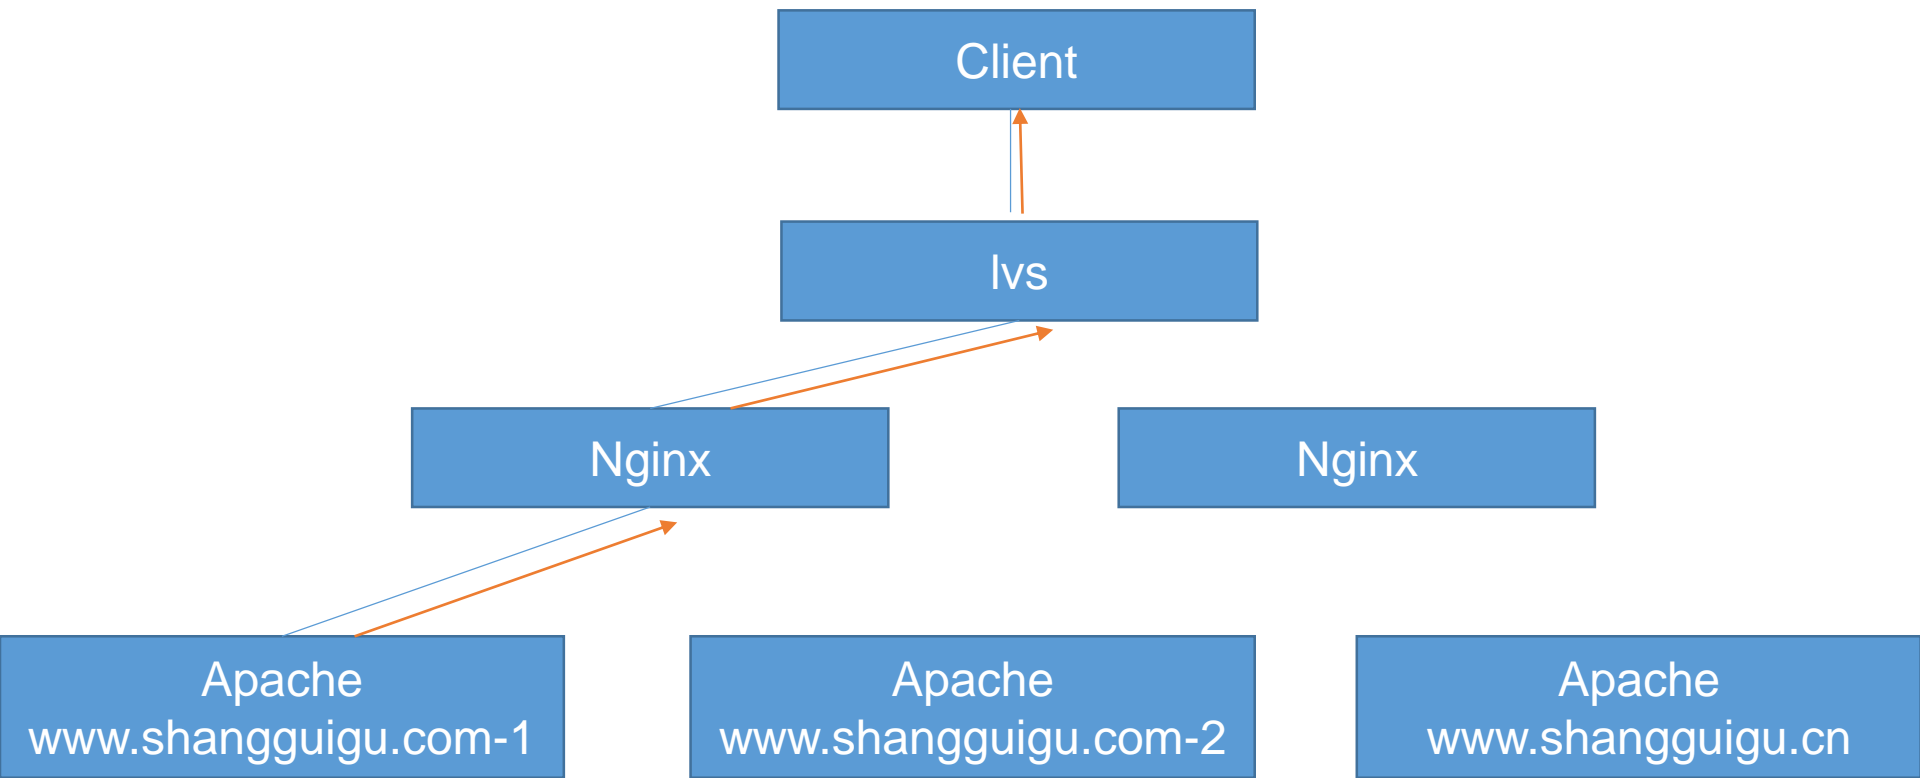 Client
lvs
Nginx
Nginx
Apache
www.shangguigu.com-1
Apache
www.shangguigu.com-2
Apache
www.shangguigu.cn